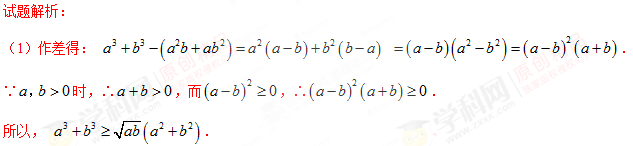 试题解析：
（1）作差得： a³+b³-(a²b+ab²)=a²(a-b)+b²(b-a) =(a-b)(a²-b²)=(a-b)²(a+b)．
∵a，b>0时，∴a+b>0，而(a-b)²≥0，∴(a-b)²(a+b)≥0．
所以， a³+b³≥√ab(a²+b²)．